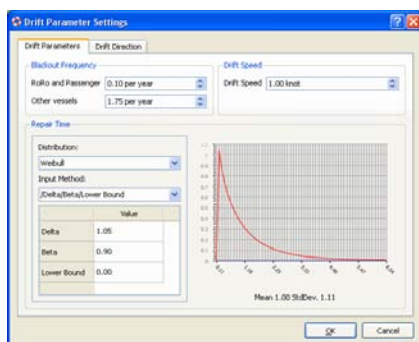 Drift Parameter Settings
Drift Parameters
Drift Direction
Blackout Frequency
RoRo and Passenger 0.10 per year
Other vessels 1.75 per year
Drift Speed
Drift Speed 1.00 knot
Repair Time
Distribution:
Weibull
Input Method:
/Delta/Beta/Lower Bound
Value
Delta 1.05
Beta 0.90
Lower Bound 0.00
Mean 1.00 StdDev. 1.11
OK
Cancel